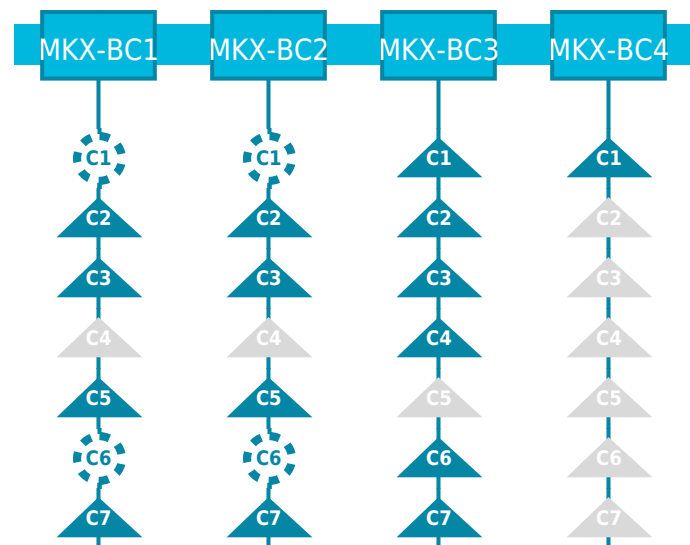 MKX-BC1 MKX-BC2 MKX-BC3 MKX-BC4
C1 C1 C1 C1
C2 C2 C2 C2
C3 C3 C3 C3
C4 C4 C4 C4
C5 C5 C5 C5
C6 C6 C6 C6
C7 C7 C7 C7